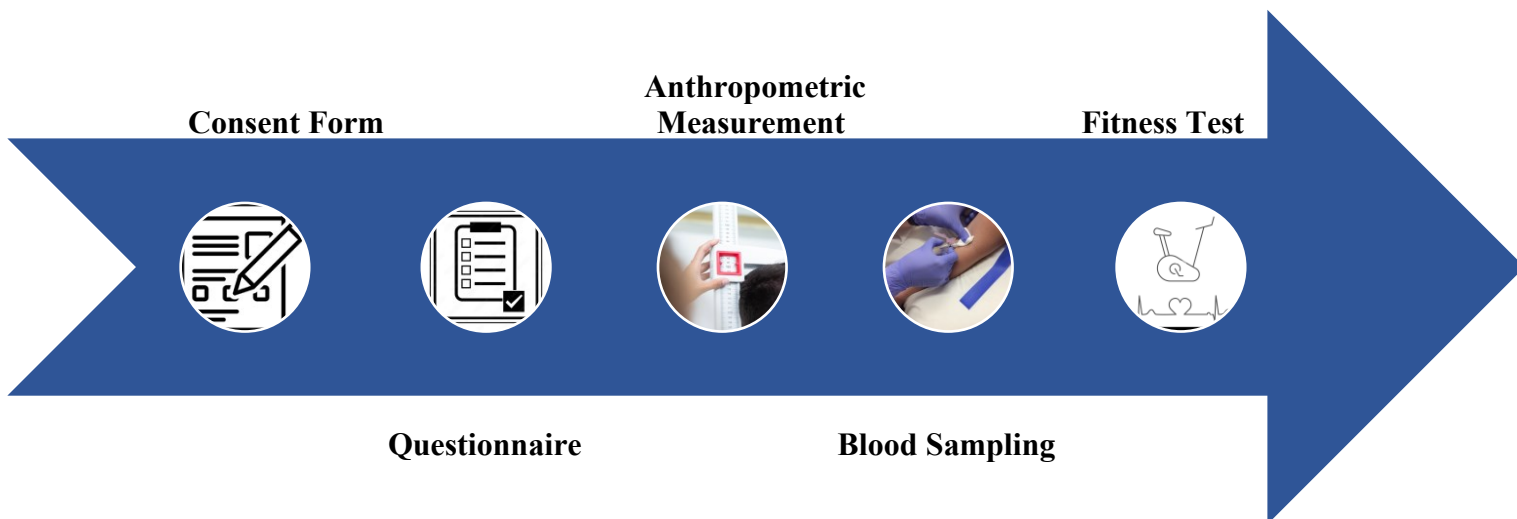 Consent Form
Questionnaire
Anthropometric
Measurement
Blood Sampling
Fitness Test